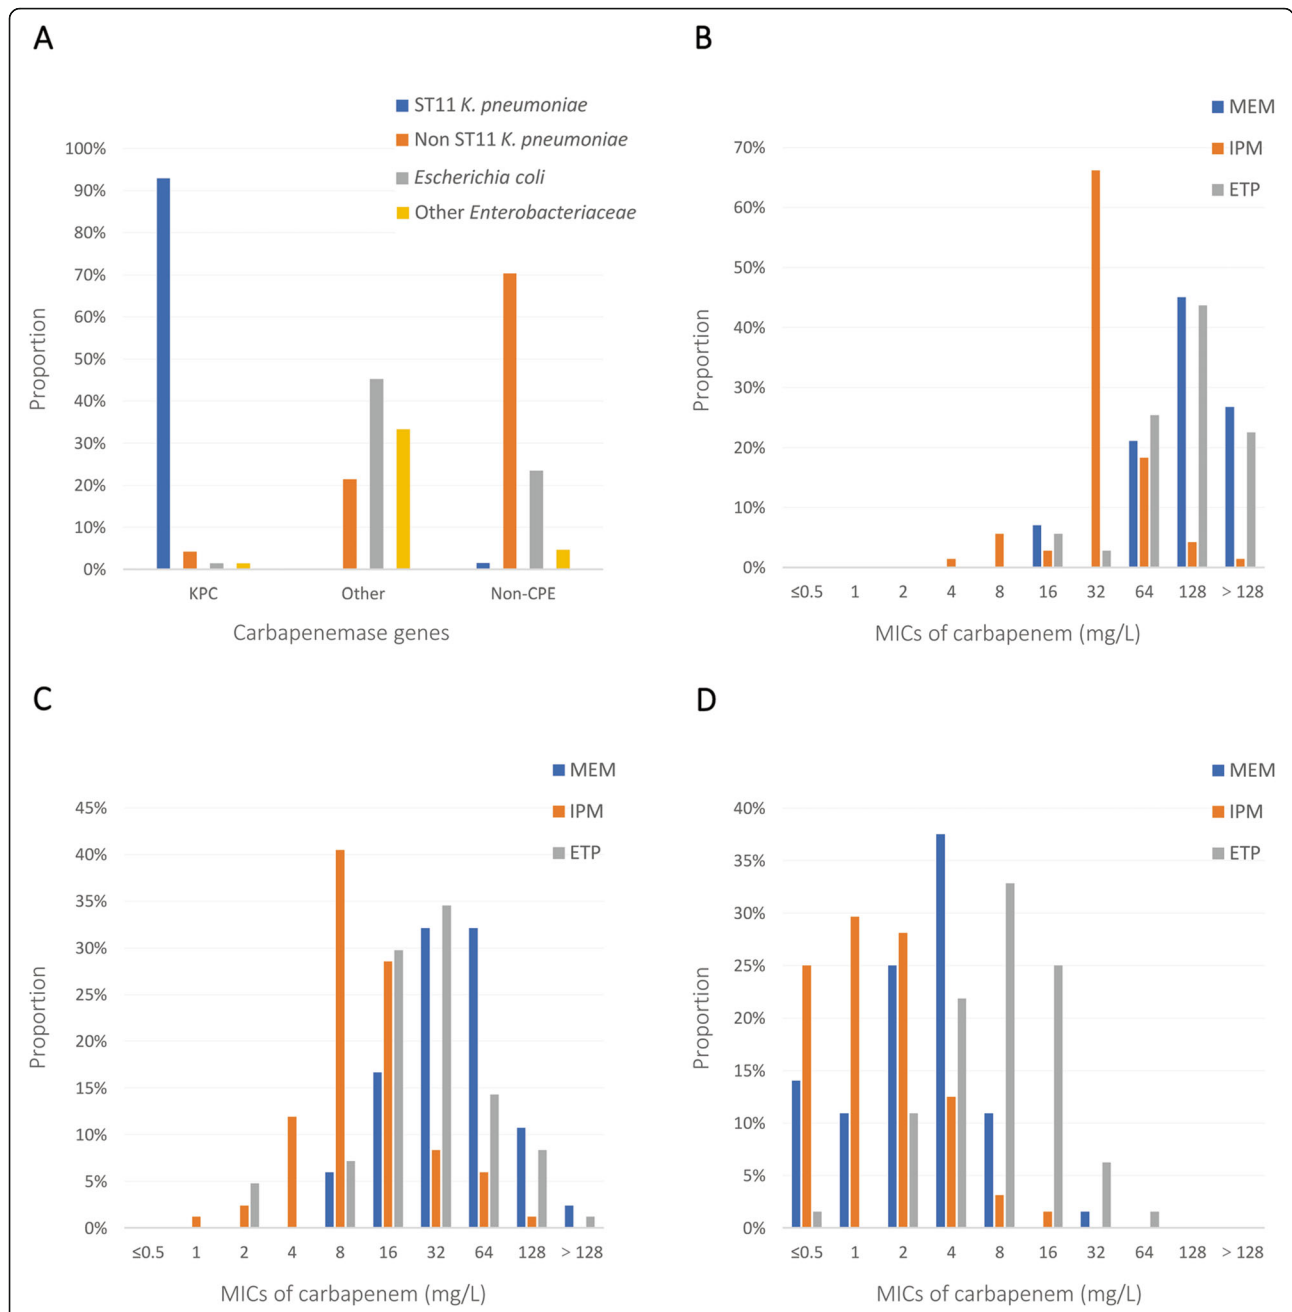 A
ST11 K. pneumoniae
Non ST11 K. pneumoniae
Escherichia coli
Other Enterobacteriaceae
100%
90%
80%
70%
60%
50%
40%
30%
20%
10%
0%
Proportion
KPC Other Non-CPE
Carbapenemase genes
B
MEM
IPM
ETP
70%
60%
50%
40%
30%
20%
10%
0%
Proportion
≤0.5 1 2 4 8 16 32 64 128 > 128
MICs of carbapenem (mg/L)
C
MEM
IPM
ETP
45%
40%
35%
30%
25%
20%
15%
10%
5%
0%
Proportion
≤0.5 1 2 4 8 16 32 64 128 > 128
MICs of carbapenem (mg/L)
D
MEM
IPM
ETP
40%
35%
30%
25%
20%
15%
10%
5%
0%
Proportion
≤0.5 1 2 4 8 16 32 64 128 > 128
MICs of carbapenem (mg/L)